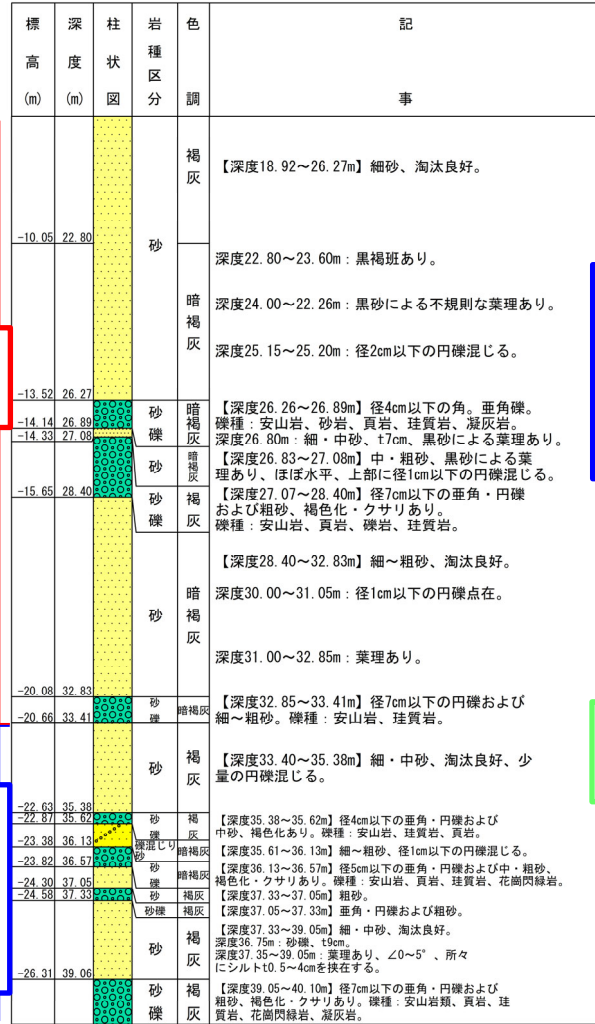 標高(m) 深度(m) 柱状図 岩種区分 色調 記事
褐灰
【深度18.92～26.27m】細砂、淘汰良好。
-10.05 22.80
砂
深度22.80～23.60m：黒褐斑あり。
暗褐灰
深度24.00～22.26m：黒砂による不規則な葉理あり。
深度25.15～25.20m：径2cm以下の円礫混じる。
-13.52 26.27
砂礫 暗褐灰
【深度26.26～26.89m】径4cm以下の角。亜角礫。
礫種：安山岩、砂岩、頁岩、珪質岩、凝灰岩。
-14.14 26.89
深度26.80m：細・中砂、t7cm、黒砂による葉理あり。
-14.33 27.08
砂 暗褐灰
【深度26.83～27.08m】中・粗砂、黒砂による葉
理あり、ほぼ水平、上部に径1cm以下の円礫混じる。
-15.65 28.40
砂礫 褐灰
【深度27.07～28.40m】径7cm以下の亜角・円礫
および粗砂、褐色化・クサリあり。
礫種：安山岩、頁岩、礫岩、珪質岩。
砂 暗褐灰
【深度28.40～32.83m】細～粗砂、淘汰良好。
深度30.00～31.05m：径1cm以下の円礫点在。
深度31.00～32.85m：葉理あり。
-20.08 32.83
砂礫 暗褐灰
【深度32.85～33.41m】径7cm以下の円礫および
細～粗砂。礫種：安山岩、珪質岩。
-20.66 33.41
砂 褐灰
【深度33.40～35.38m】細・中砂、淘汰良好、少
量の円礫混じる。
-22.63 35.38
砂礫 褐灰
【深度35.38～35.62m】径4cm以下の亜角・円礫および
中砂、褐色化あり。礫種：安山岩、珪質岩、頁岩。
-22.87 35.62
礫混じり砂 暗褐灰
【深度35.61～36.13m】細～粗砂、径1cm以下の円礫混じる。
-23.38 36.13
砂礫 暗褐灰
【深度36.13～36.57m】径5cm以下の亜角・円礫および中・粗砂、
褐色化・クサリあり。礫種：安山岩、頁岩、珪質岩、花崗閃緑岩。
-23.82 36.57
砂 褐灰
【深度37.33～37.05m】粗砂。
-24.30 37.05
砂礫 褐灰
【深度37.05～37.33m】亜角・円礫および粗砂。
-24.58 37.33
砂 褐灰
【深度37.33～39.05m】細・中砂、淘汰良好。
深度36.75m：砂礫、t9cm。
深度37.35～39.05m：葉理あり、∠0～5°、所々
にシルトt0.5～4cmを挟在する。
-26.31 39.06
砂礫 褐灰
【深度39.05～40.10m】径7cm以下の亜角・円礫および
粗砂、褐色化・クサリあり。礫種：安山岩類、頁岩、珪
質岩、花崗閃緑岩、凝灰岩。